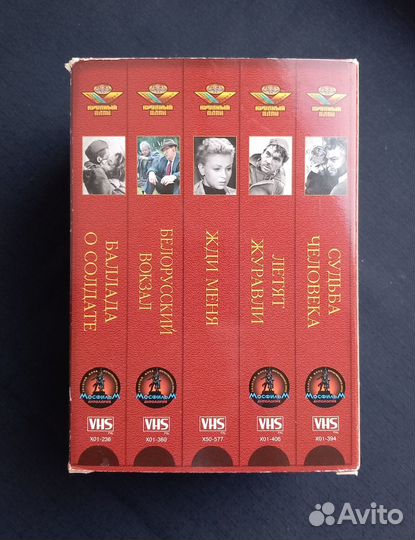 КРУПНЫЙ ПЛАН
КРУПНЫЙ ПЛАН
КРУПНЫЙ ПЛАН
КРУПНЫЙ ПЛАН
КРУПНЫЙ ПЛАН
БАЛЛАДА
О СОЛДАТЕ
БЕЛОРУССКИЙ
ВОКЗАЛ
ЖДИ МЕНЯ
ЛЕТЯТ
ЖУРАВЛИ
СУДЬБА
ЧЕЛОВЕКА
МОСФИЛЬМ
МОСФИЛЬМ
МОСФИЛЬМ
МОСФИЛЬМ
МОСФИЛЬМ
VHS
VHS
VHS
VHS
VHS
X01-236
X01-360
X50-577
X01-406
X01-394
Avito